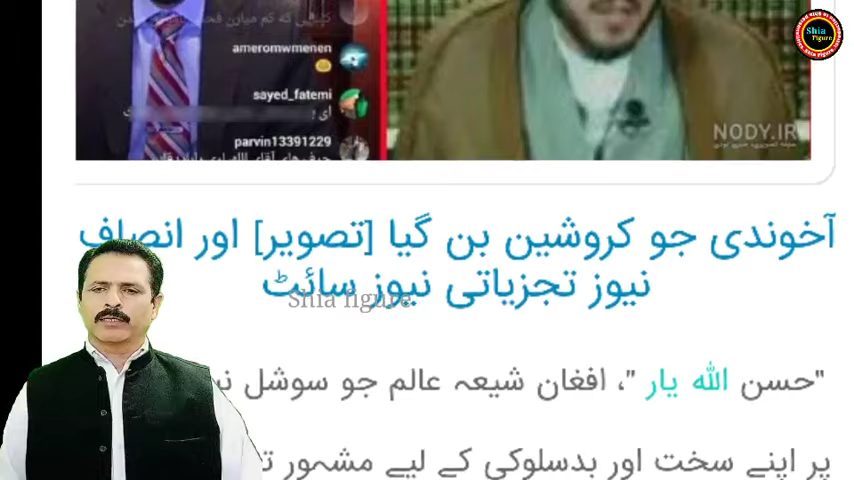 ameromwmenen
sayed_fatemi
ای ؛
parvin13391229
NODY.IR
Shia
Figure
آخوندی جو کروشین بن گیا [تصویر] اور انصاف
نیوز تجزیاتی نیوز سائٹ
Shia figure
"حسن الله یار "، افغان شیعہ عالم جو سوشل
پر اپنے سخت اور بدسلوکی کے لیے مشہور